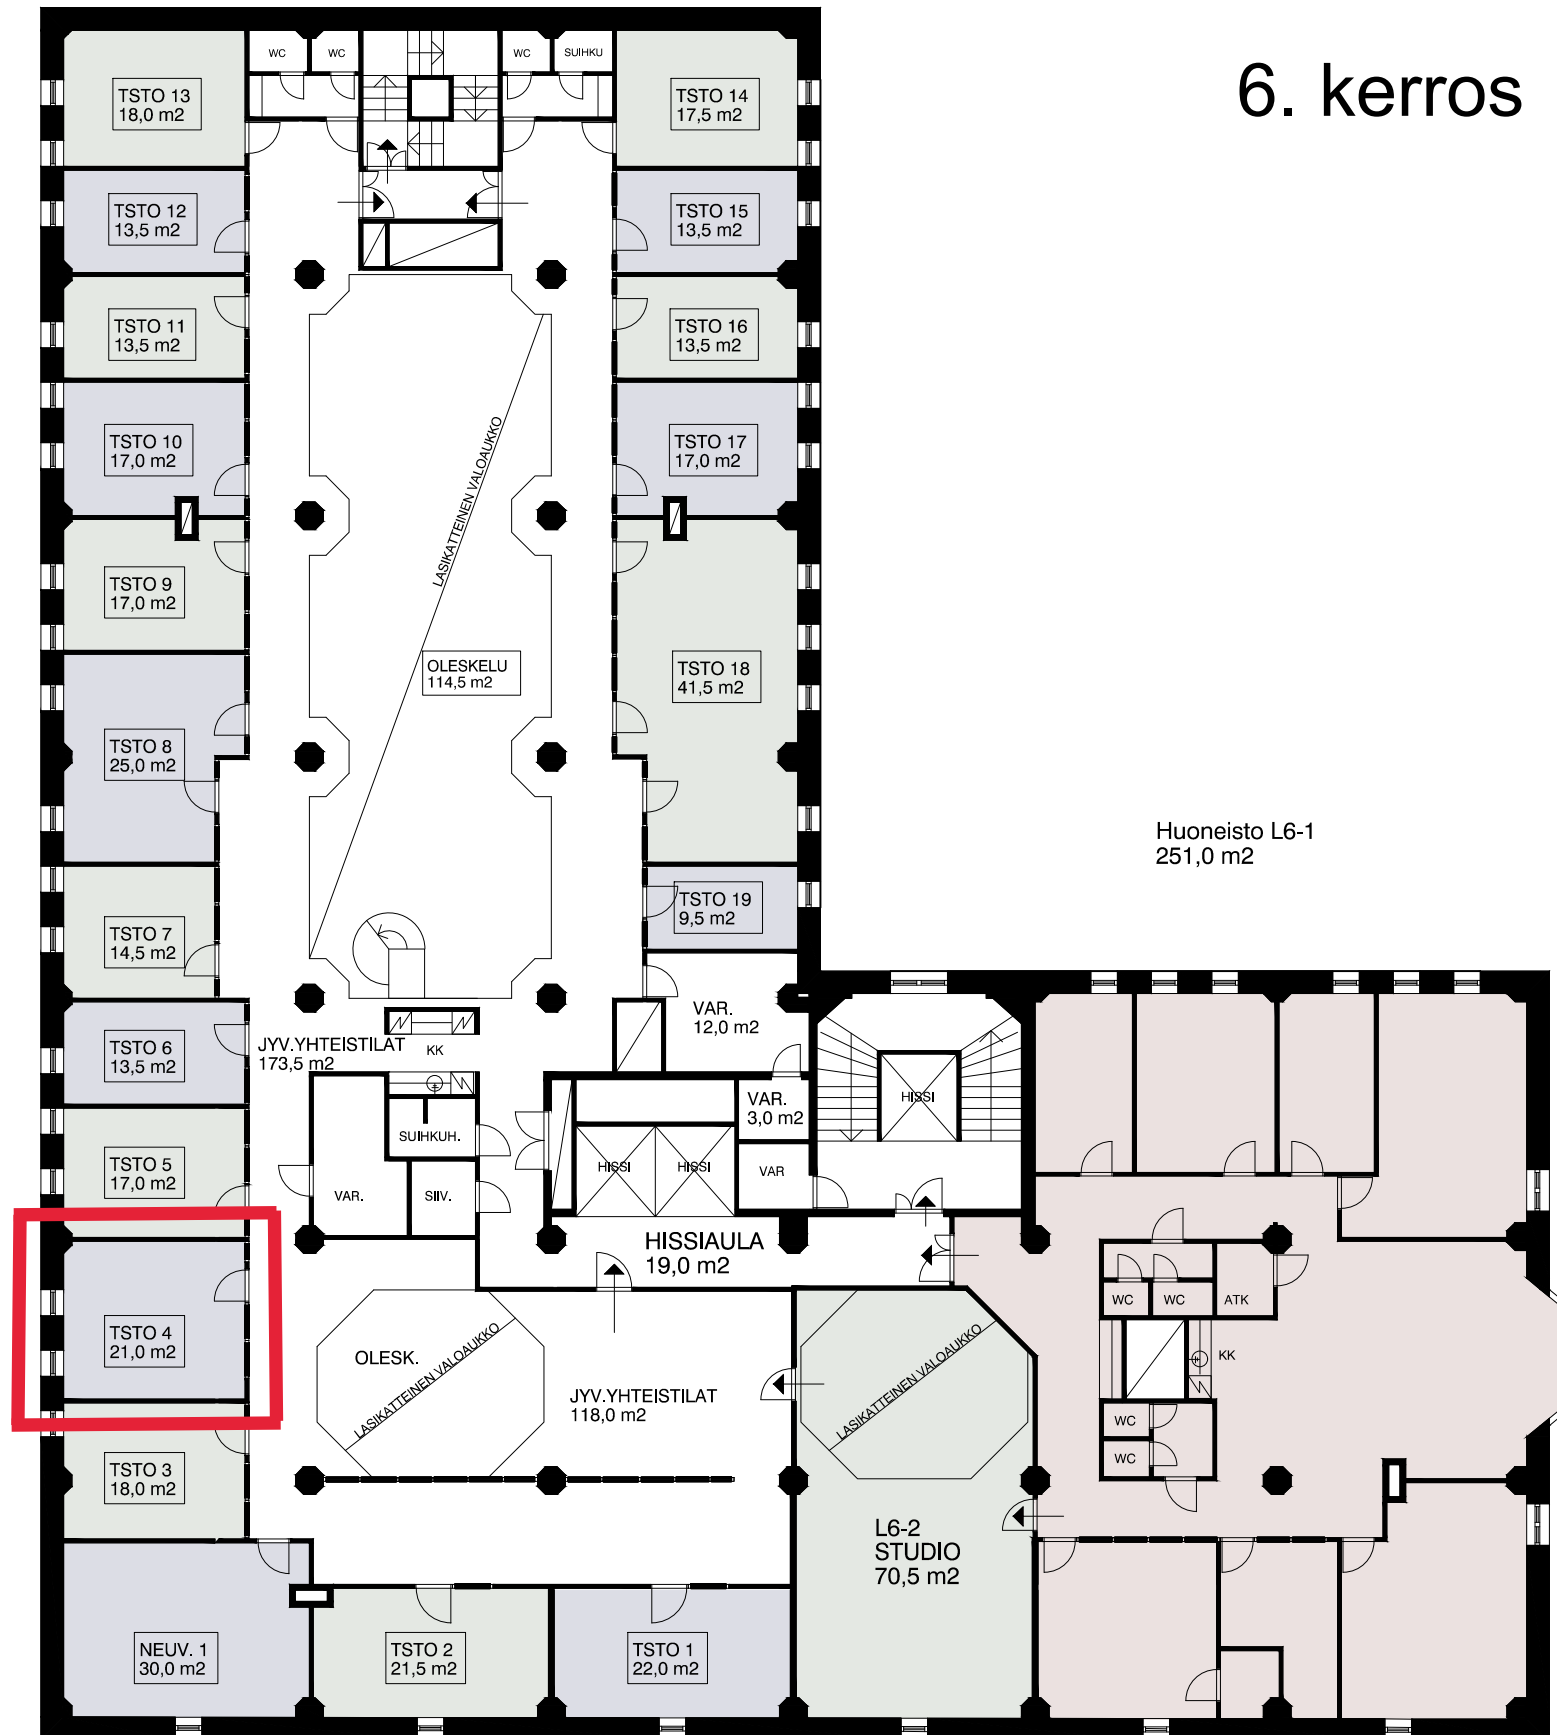 6. kerros
WC
WC
WC
SUIHKU
TSTO 13
18,0 m2
TSTO 14
17,5 m2
TSTO 12
13,5 m2
TSTO 15
13,5 m2
TSTO 11
13,5 m2
TSTO 16
13,5 m2
TSTO 10
17,0 m2
TSTO 17
17,0 m2
LASIKATTEINEN VALOAUKKO
TSTO 9
17,0 m2
OLESKELU
114,5 m2
TSTO 18
41,5 m2
TSTO 8
25,0 m2
Huoneisto L6-1
251,0 m2
TSTO 7
14,5 m2
TSTO 19
9,5 m2
TSTO 6
13,5 m2
JYV.YHTEISTILAT
173,5 m2
KK
VAR.
12,0 m2
VAR.
3,0 m2
HISSI
SUIHKUH.
HISSI
HISSI
VAR
TSTO 5
17,0 m2
VAR.
SIIV.
HISSIAULA
19,0 m2
TSTO 4
21,0 m2
OLESK.
LASIKATTEINEN VALOAUKKO
JYV.YHTEISTILAT
118,0 m2
LASIKATTEINEN VALOAUKKO
WC
WC
ATK
KK
WC
WC
TSTO 3
18,0 m2
L6-2
STUDIO
70,5 m2
NEUV. 1
30,0 m2
TSTO 2
21,5 m2
TSTO 1
22,0 m2